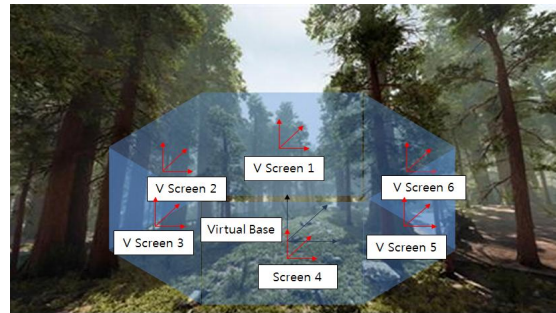 V Screen 1
V Screen 2
V Screen 6
Virtual Base
V Screen 3
V Screen 5
Screen 4